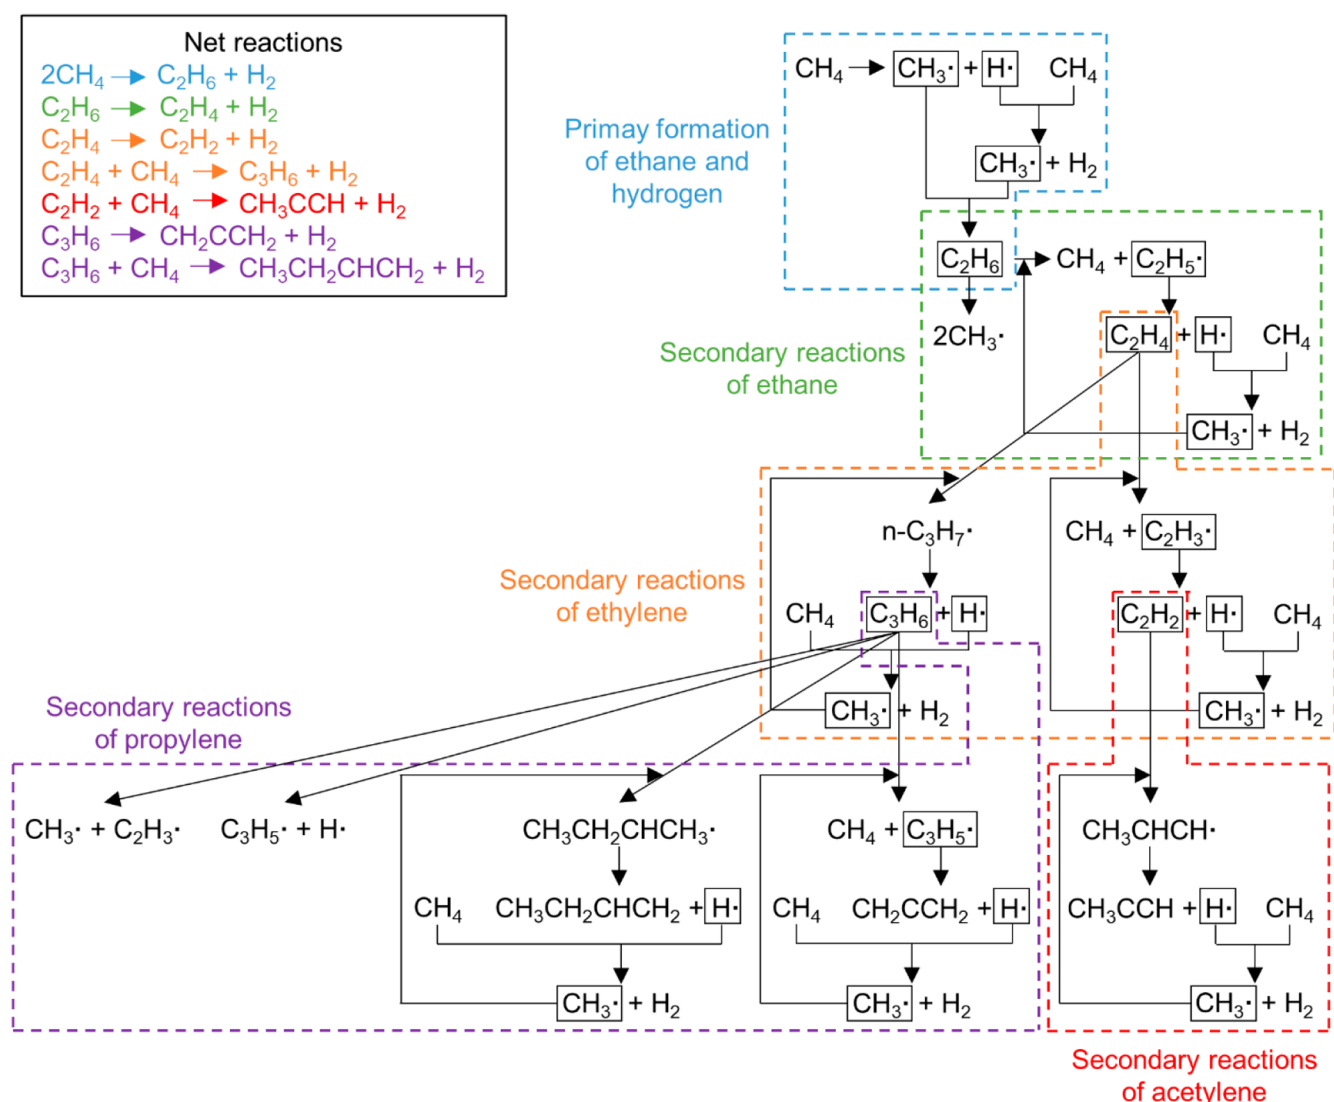 Net reactions
2CH₄ → C₂H₆ + H₂
C₂H₆ → C₂H₄ + H₂
C₂H₄ → C₂H₂ + H₂
C₂H₄ + CH₄ → C₃H₆ + H₂
C₂H₂ + CH₄ → CH₃CCH + H₂
C₃H₆ → CH₂CCH₂ + H₂
C₃H₆ + CH₄ → CH₃CH₂CHCH₂ + H₂
CH₄ → CH₃· + H· CH₄
Primay formation
of ethane and
hydrogen
CH₃· + H₂
C₂H₆ → CH₄ + C₂H₅·
2CH₃·
C₂H₄ + H· CH₄
Secondary reactions
of ethane
CH₃· + H₂
n-C₃H₇·
CH₄ + C₂H₃·
Secondary reactions
of ethylene
CH₄ C₃H₆ + H·
C₂H₂ + H· CH₄
CH₃· + H₂
CH₃· + H₂
Secondary reactions
of propylene
CH₃· + C₂H₃·
C₃H₅· + H·
CH₃CH₂CHCH₃·
CH₄ + C₃H₅·
CH₃CHCH·
CH₄ CH₃CH₂CHCH₂ + H·
CH₄ CH₂CCH₂ + H·
CH₃CCH + H· CH₄
CH₃· + H₂
CH₃· + H₂
CH₃· + H₂
Secondary reactions
of acetylene